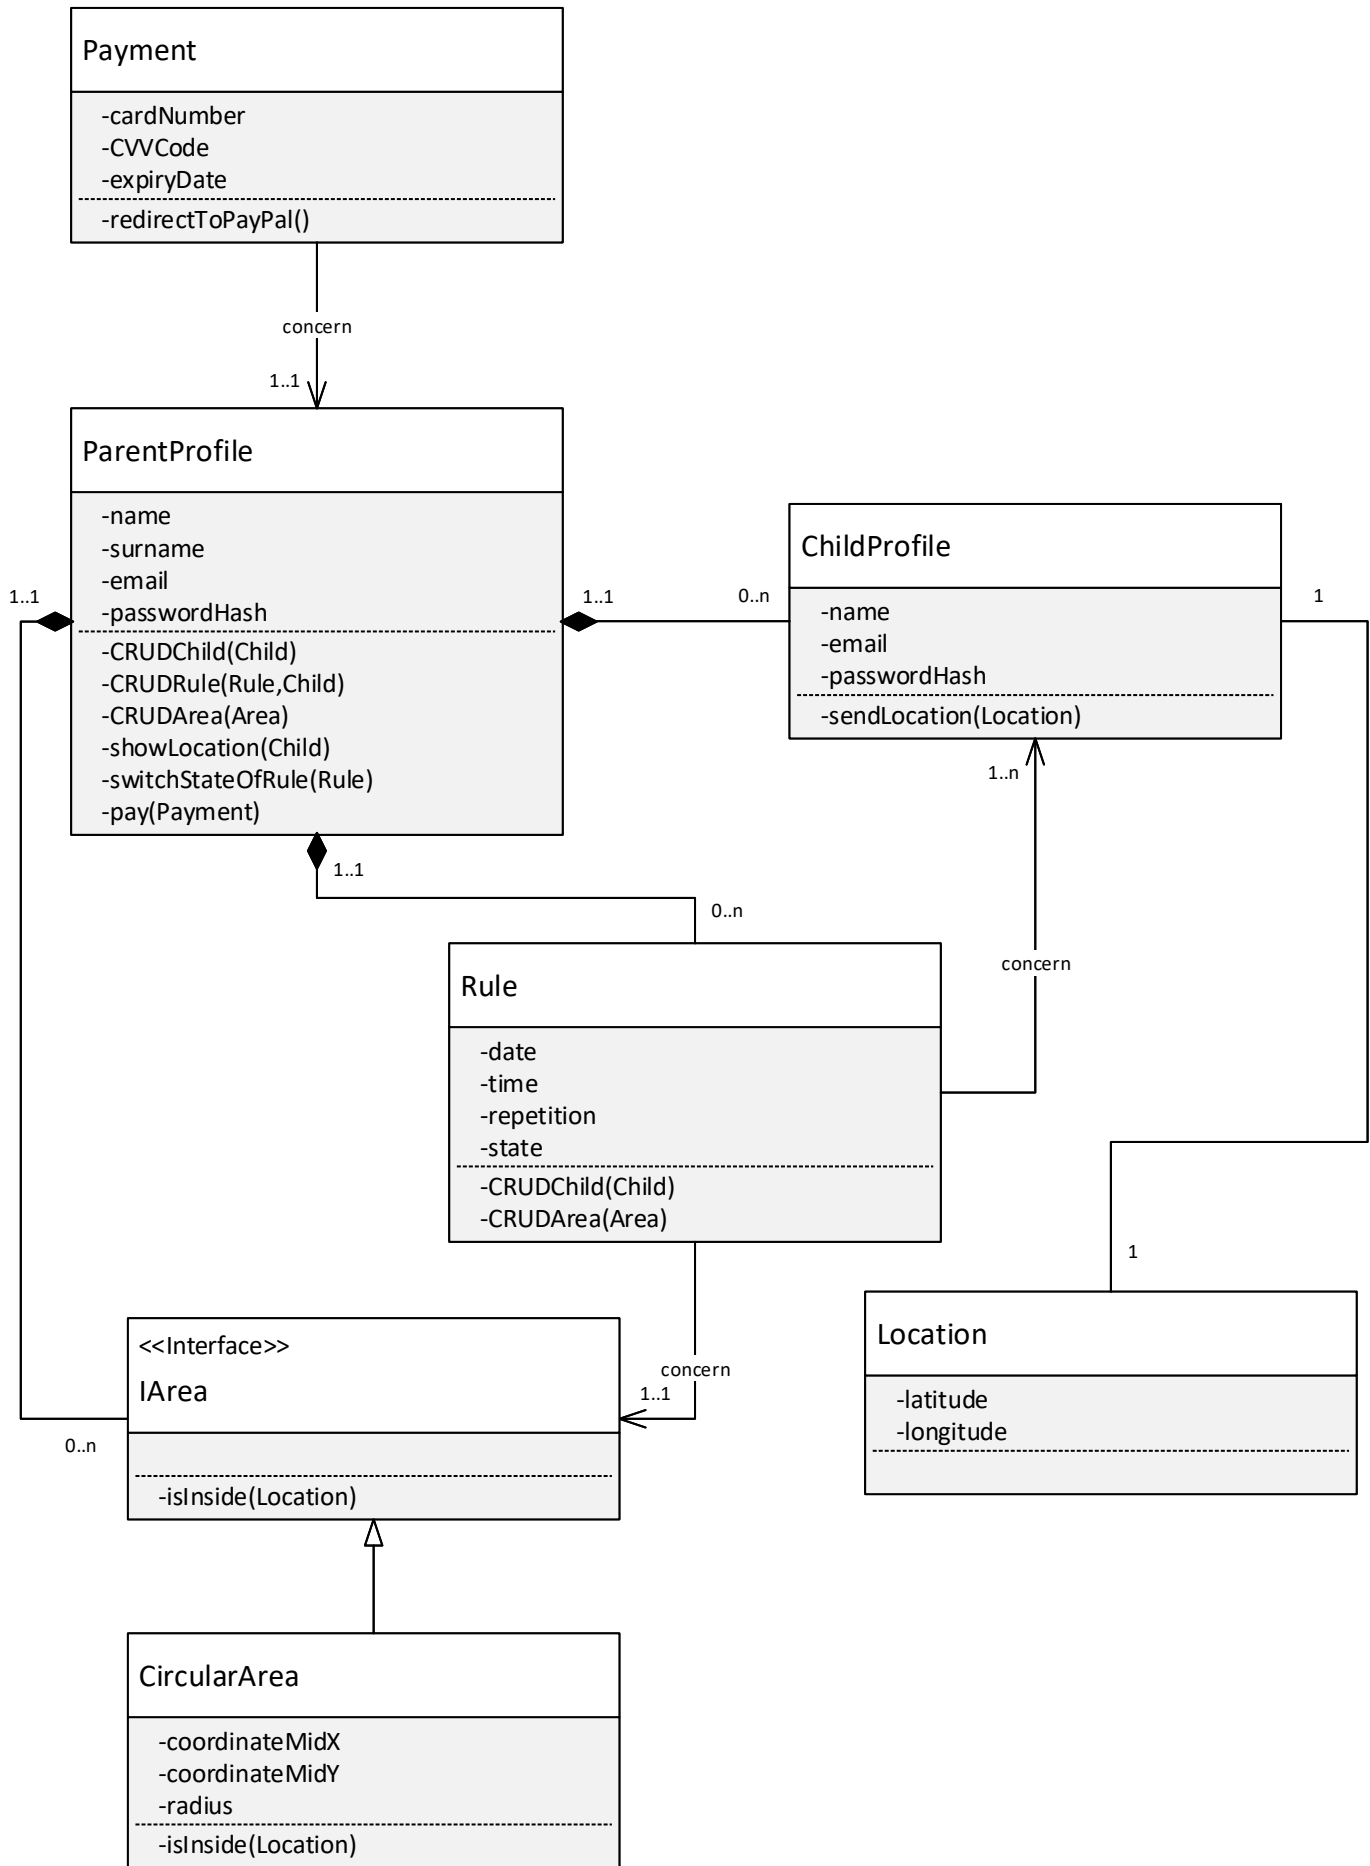 Payment
-cardNumber
-CVVCode
-expiryDate
-redirectToPayPal()
concern
1..1
ParentProfile
-name
-surname
-email
-passwordHash
-CRUDChild(Child)
-CRUDRule(Rule,Child)
-CRUDArea(Area)
-showLocation(Child)
-switchStateOfRule(Rule)
-pay(Payment)
1..1
1..1
0..n
ChildProfile
-name
-email
-passwordHash
-sendLocation(Location)
1
1..n
1..1
0..n
concern
Rule
-date
-time
-repetition
-state
-CRUDChild(Child)
-CRUDArea(Area)
1
Location
-latitude
-longitude
concern
1..1
<<Interface>>
IArea
-isInside(Location)
0..n
CircularArea
-coordinateMidX
-coordinateMidY
-radius
-isInside(Location)